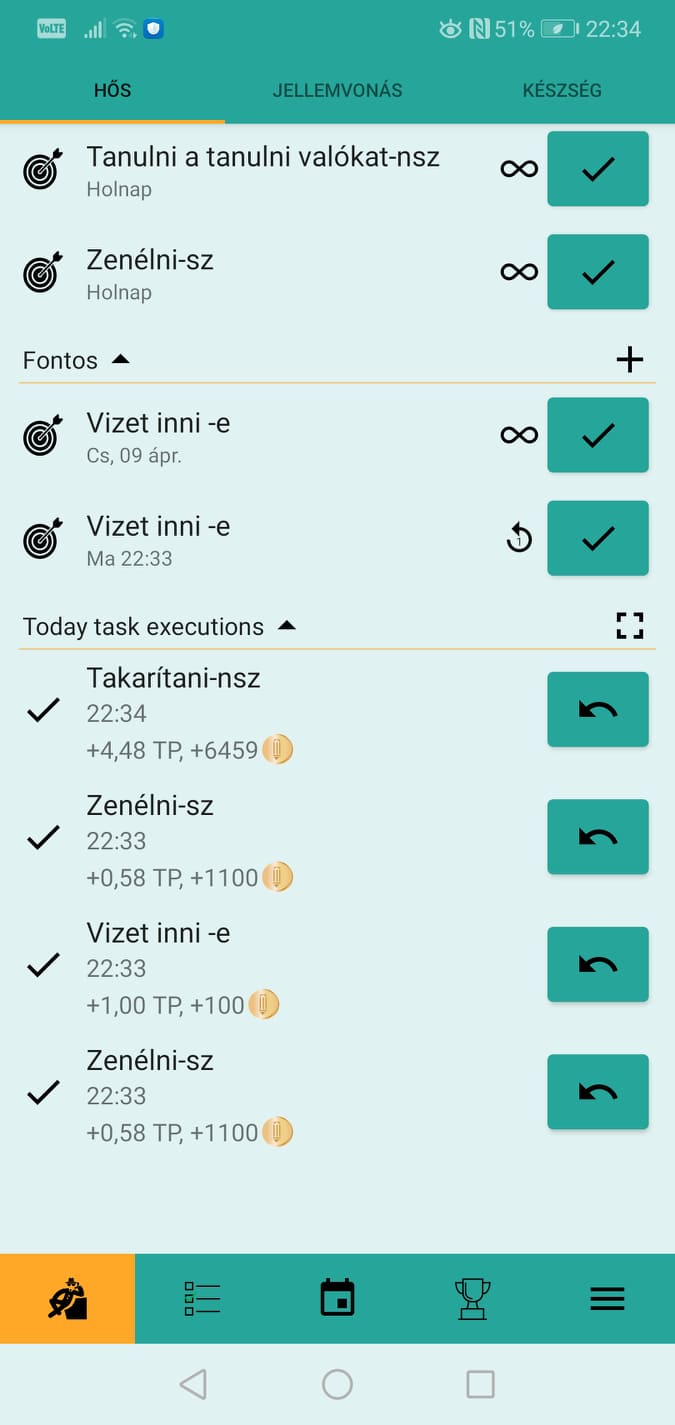 VoLTE 51% 22:34
HŐS JELLEMVONÁS KÉSZSÉG
Tanulni a tanulni valókat-nsz
Holnap
Zenélni-sz
Holnap
Fontos
Vizet inni -e
Cs, 09 ápr.
Vizet inni -e
1
Ma 22:33
Today task executions
Takarítani-nsz
22:34
+4,48 TP, +6459
Zenélni-sz
22:33
+0,58 TP, +1100
Vizet inni -e
22:33
+1,00 TP, +100
Zenélni-sz
22:33
+0,58 TP, +1100